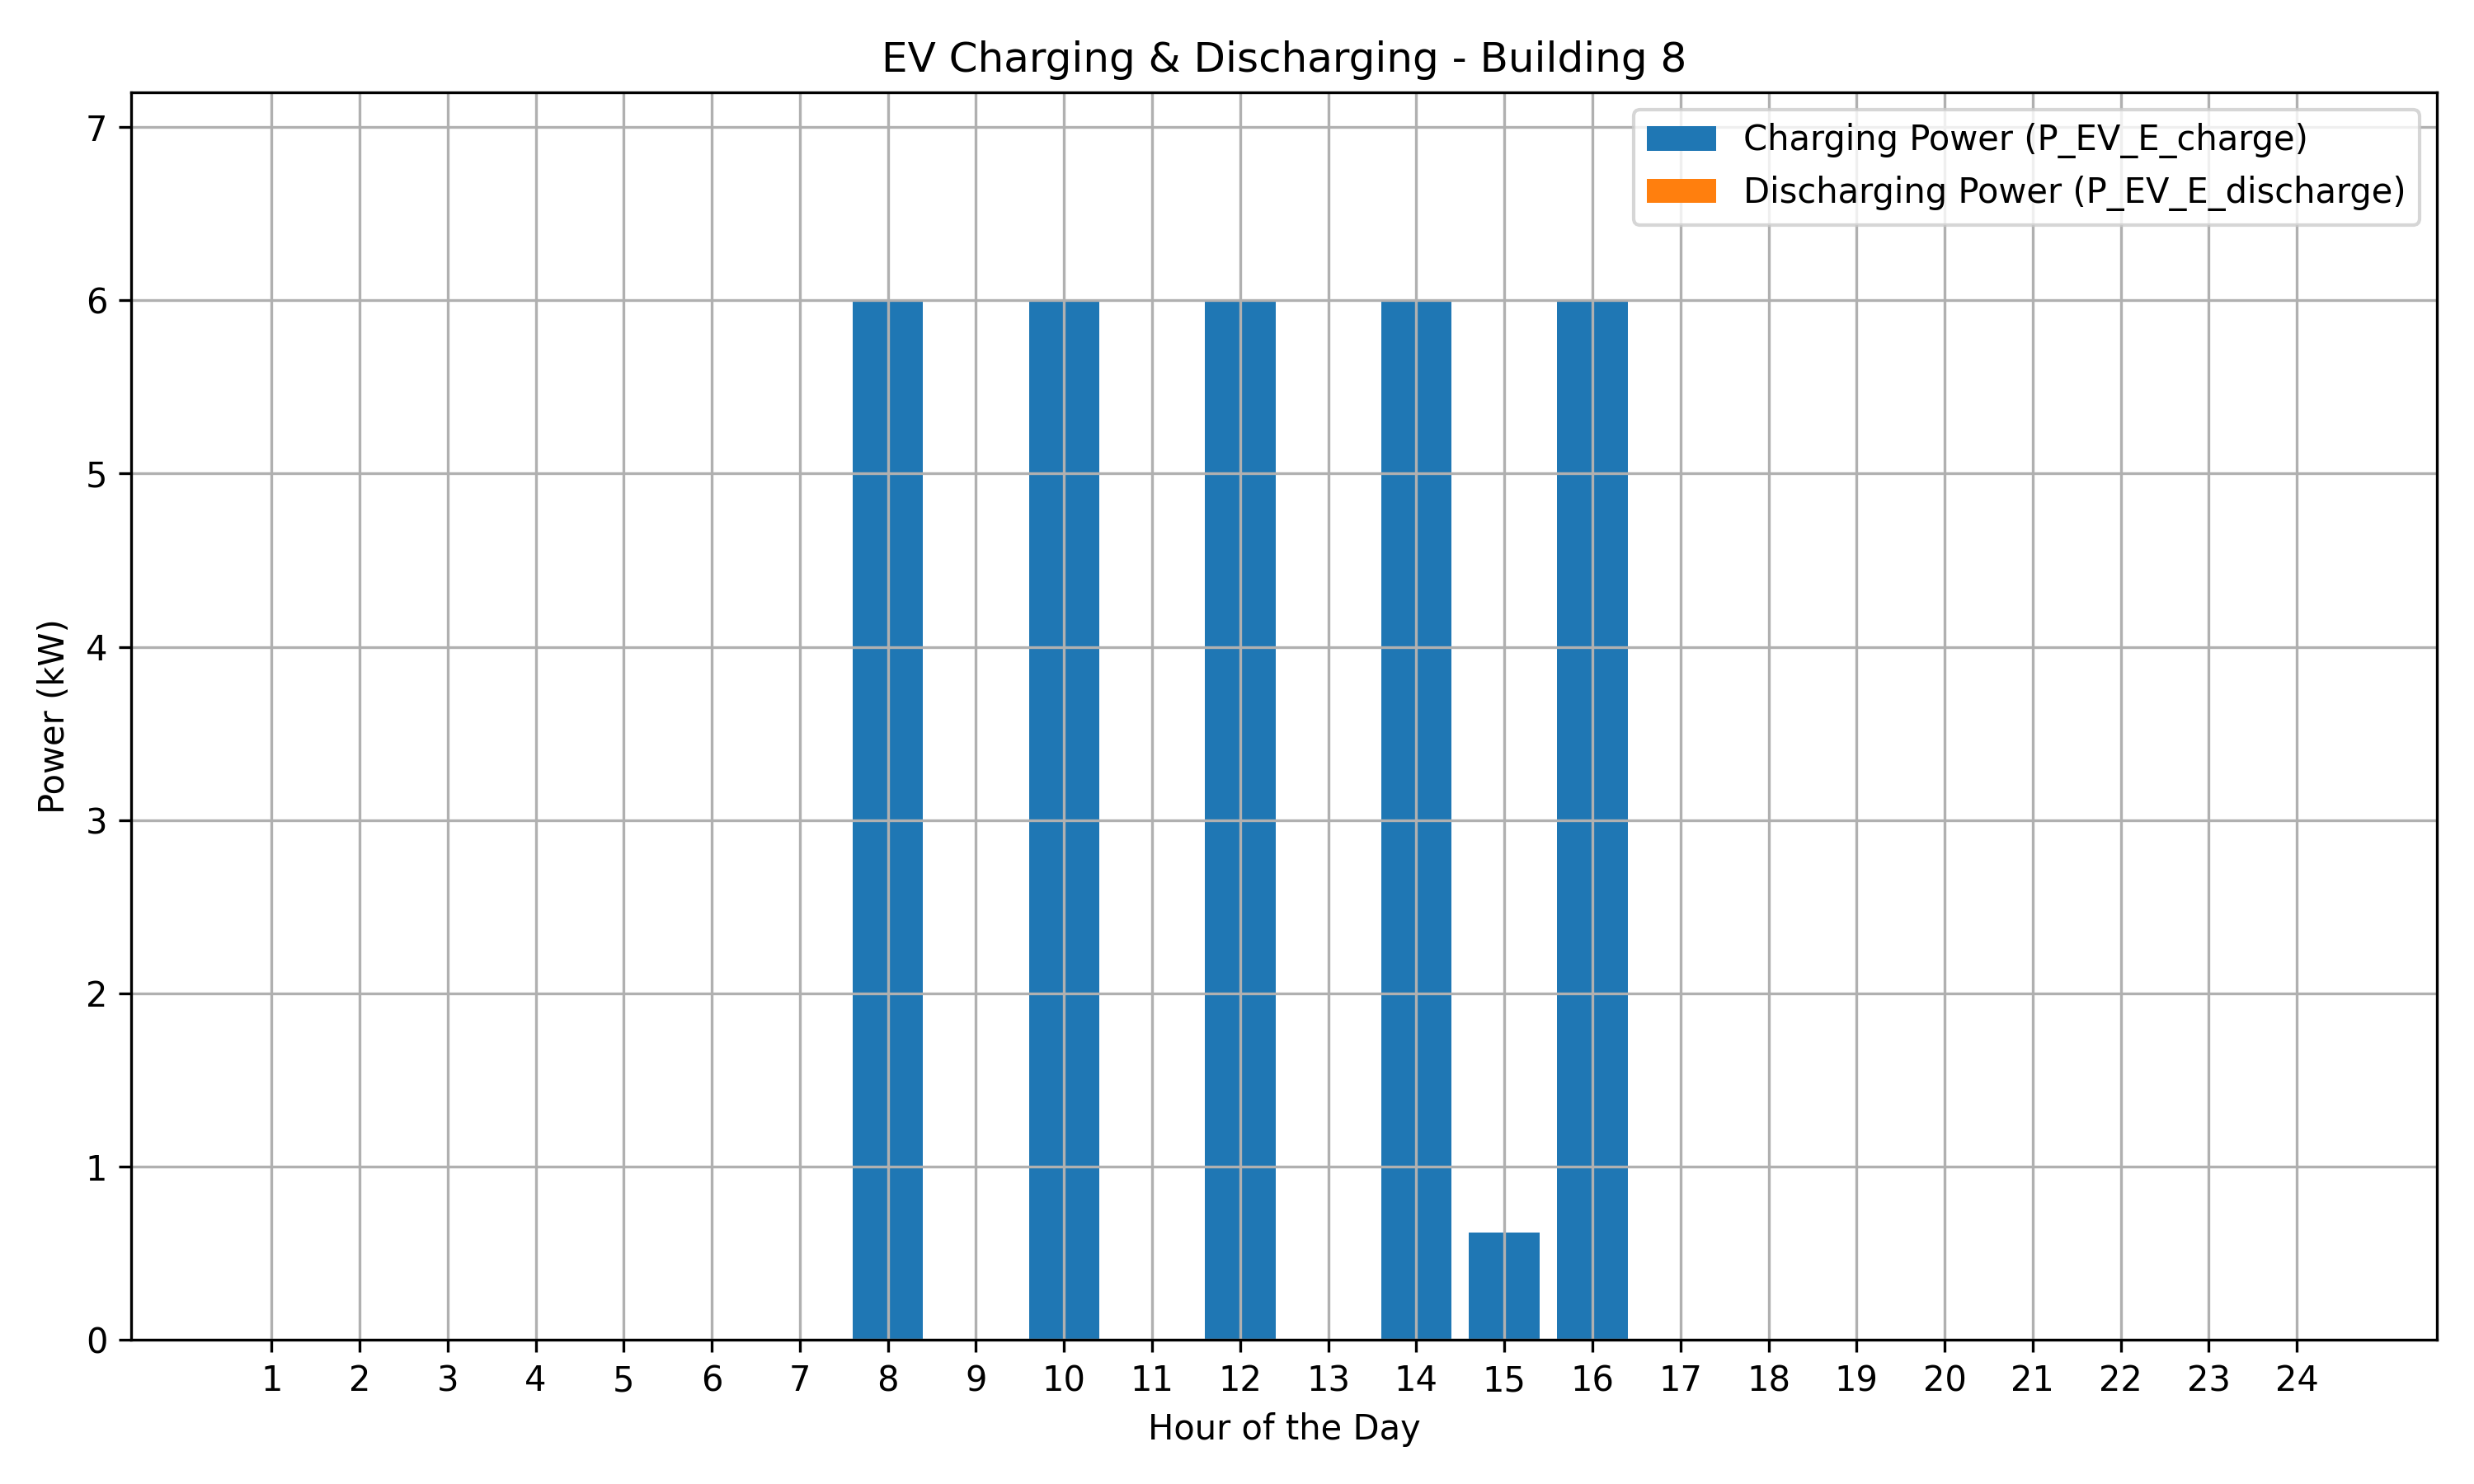 EV Charging & Discharging - Building 8
Charging Power (P_EV_E_charge)
Discharging Power (P_EV_E_discharge)
Power (kW)
7
6
5
4
3
2
1
0
1 2 3 4 5 6 7 8 9 10 11 12 13 14 15 16 17 18 19 20 21 22 23 24
Hour of the Day